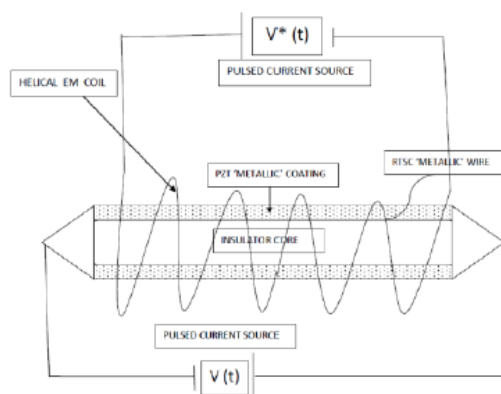 V* (t)
PULSED CURRENT SOURCE
HELICAL EM COIL
PZT 'METALLIC' COATING
RTSC 'METALLIC' WIRE
INSULATOR CORE
PULSED CURRENT SOURCE
V (t)